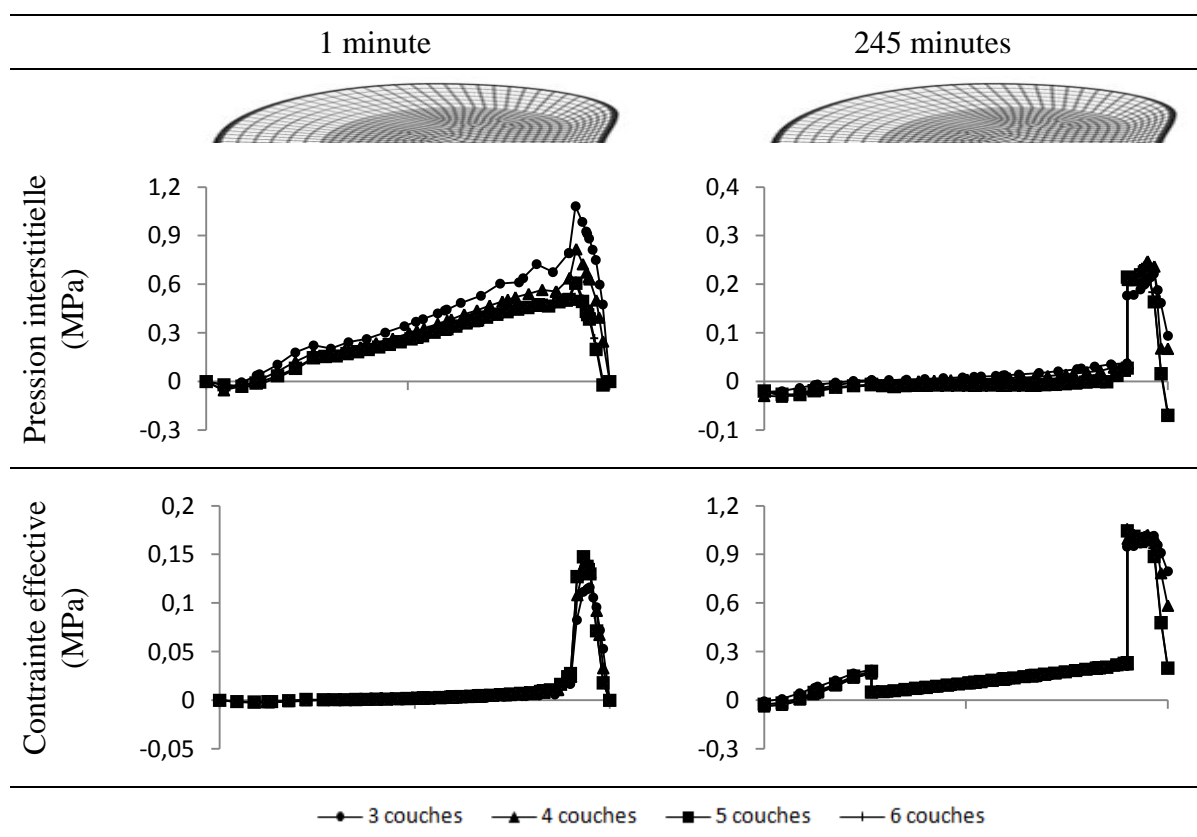 1 minute
245 minutes
Pression interstitielle
(MPa)
1,2
0,9
0,6
0,3
0
-0,3
0,4
0,3
0,2
0,1
0
-0,1
Contrainte effective
(MPa)
0,2
0,15
0,1
0,05
0
-0,05
1,2
0,9
0,6
0,3
0
-0,3
3 couches
4 couches
5 couches
6 couches